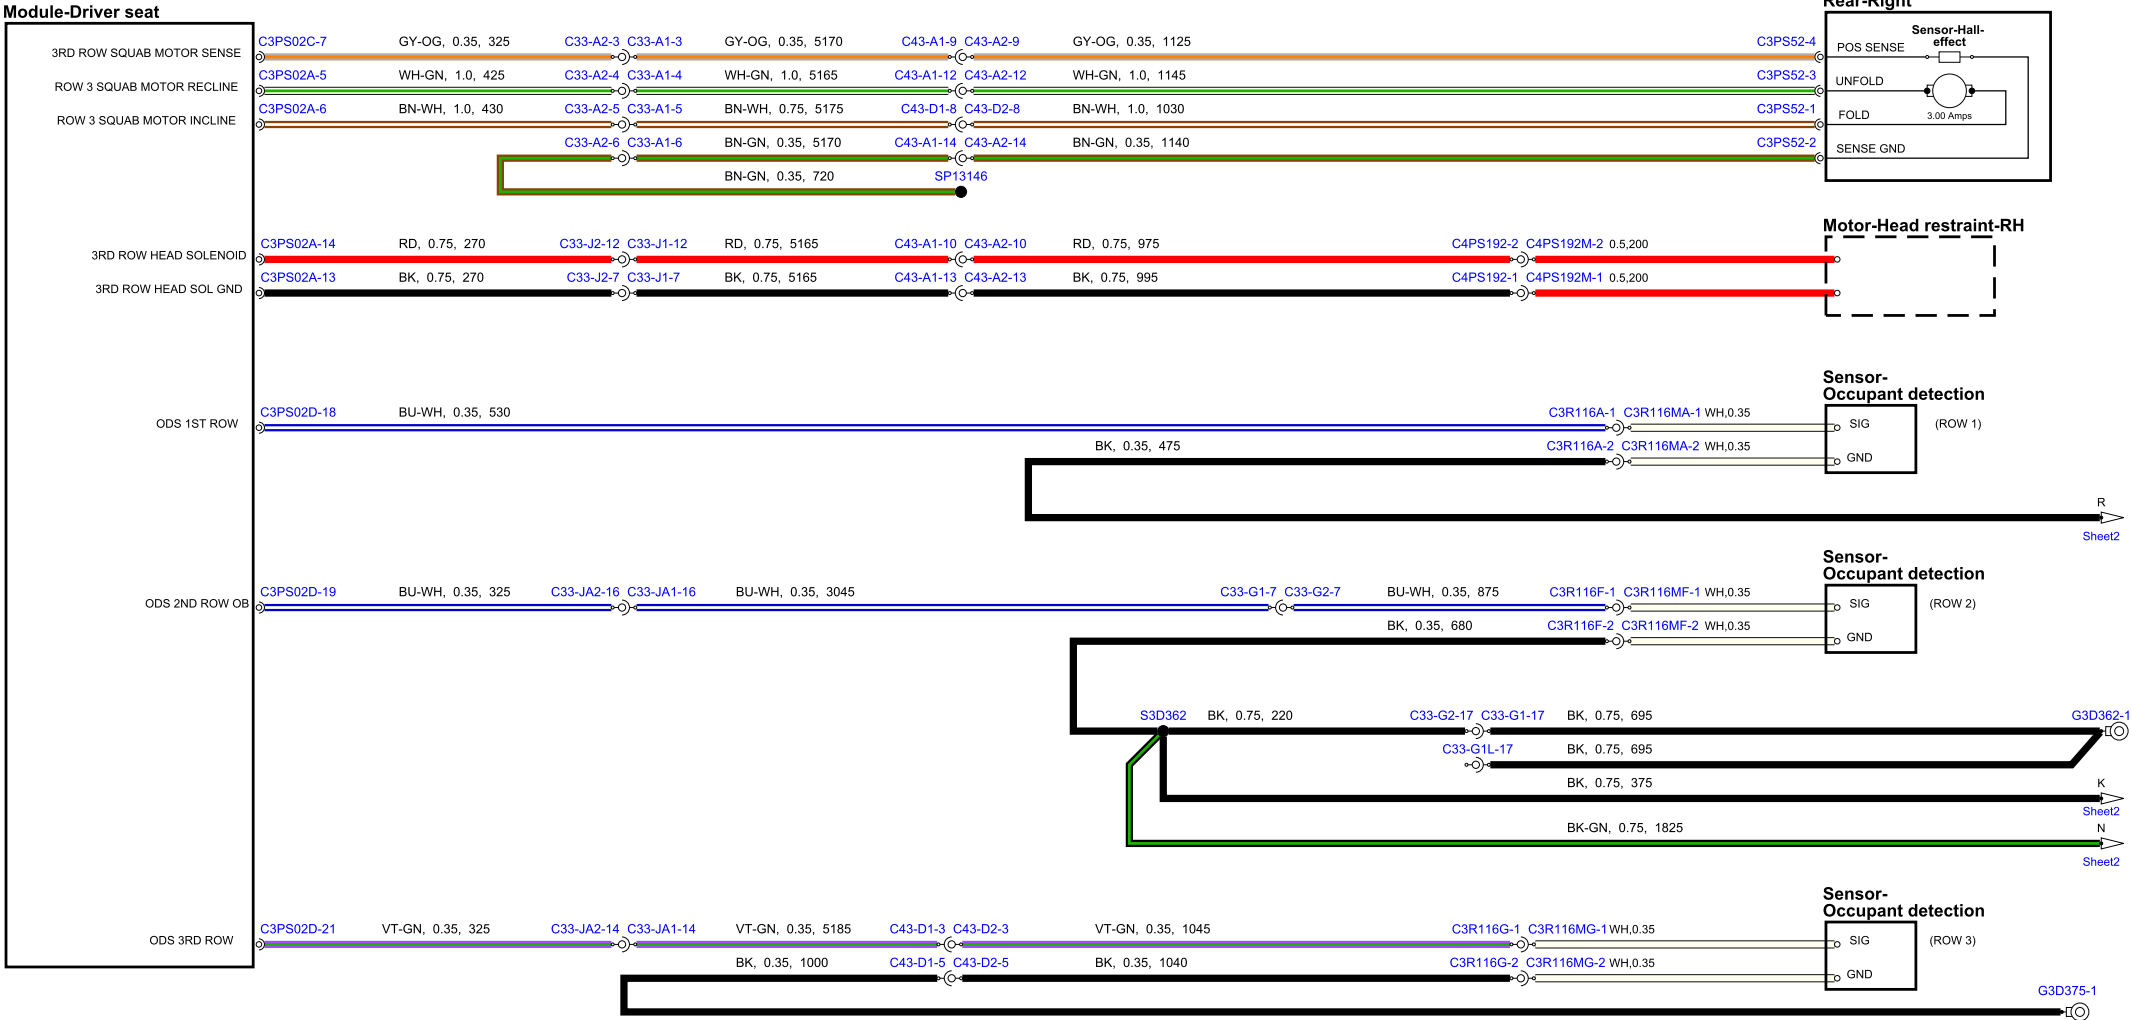 Rear-Right
Module-Driver seat
Sensor-Hall-
effect
3RD ROW SQUAB MOTOR SENSE C3PS02C-7 GY-OG, 0.35, 325 C33-A2-3 C33-A1-3 GY-OG, 0.35, 5170 C43-A1-9 C43-A2-9 GY-OG, 0.35, 1125 C3PS52-4 POS SENSE
ROW 3 SQUAB MOTOR RECLINE C3PS02A-5 WH-GN, 1.0, 425 C33-A2-4 C33-A1-4 WH-GN, 1.0, 5165 C43-A1-12 C43-A2-12 WH-GN, 1.0, 1145 C3PS52-3 UNFOLD
ROW 3 SQUAB MOTOR INCLINE C3PS02A-6 BN-WH, 1.0, 430 C33-A2-5 C33-A1-5 BN-WH, 0.75, 5175 C43-D1-8 C43-D2-8 BN-WH, 1.0, 1030 C3PS52-1 FOLD 3.00 Amps
C33-A2-6 C33-A1-6 BN-GN, 0.35, 5170 C43-A1-14 C43-A2-14 BN-GN, 0.35, 1140 C3PS52-2 SENSE GND
BN-GN, 0.35, 720 SP13146
Motor-Head restraint-RH
3RD ROW HEAD SOLENOID C3PS02A-14 RD, 0.75, 270 C33-J2-12 C33-J1-12 RD, 0.75, 5165 C43-A1-10 C43-A2-10 RD, 0.75, 975 C4PS192-2 C4PS192M-2 0.5,200
3RD ROW HEAD SOL GND C3PS02A-13 BK, 0.75, 270 C33-J2-7 C33-J1-7 BK, 0.75, 5165 C43-A1-13 C43-A2-13 BK, 0.75, 995 C4PS192-1 C4PS192M-1 0.5,200
Sensor-
Occupant detection
ODS 1ST ROW C3PS02D-18 BU-WH, 0.35, 530 C3R116A-1 C3R116MA-1 WH,0.35 SIG (ROW 1)
BK, 0.35, 475 C3R116A-2 C3R116MA-2 WH,0.35 GND
R
Sheet2
Sensor-
Occupant detection
ODS 2ND ROW OB C3PS02D-19 BU-WH, 0.35, 325 C33-JA2-16 C33-JA1-16 BU-WH, 0.35, 3045 C33-G1-7 C33-G2-7 BU-WH, 0.35, 875 C3R116F-1 C3R116MF-1 WH,0.35 SIG (ROW 2)
BK, 0.35, 680 C3R116F-2 C3R116MF-2 WH,0.35 GND
S3D362 BK, 0.75, 220 C33-G2-17 C33-G1-17 BK, 0.75, 695 G3D362-1
C33-G1L-17 BK, 0.75, 695
BK, 0.75, 375 K
Sheet2
BK-GN, 0.75, 1825 N
Sheet2
Sensor-
Occupant detection
ODS 3RD ROW C3PS02D-21 VT-GN, 0.35, 325 C33-JA2-14 C33-JA1-14 VT-GN, 0.35, 5185 C43-D1-3 C43-D2-3 VT-GN, 0.35, 1045 C3R116G-1 C3R116MG-1 WH,0.35 SIG (ROW 3)
BK, 0.35, 1000 C43-D1-5 C43-D2-5 BK, 0.35, 1040 C3R116G-2 C3R116MG-2 WH,0.35 GND
G3D375-1